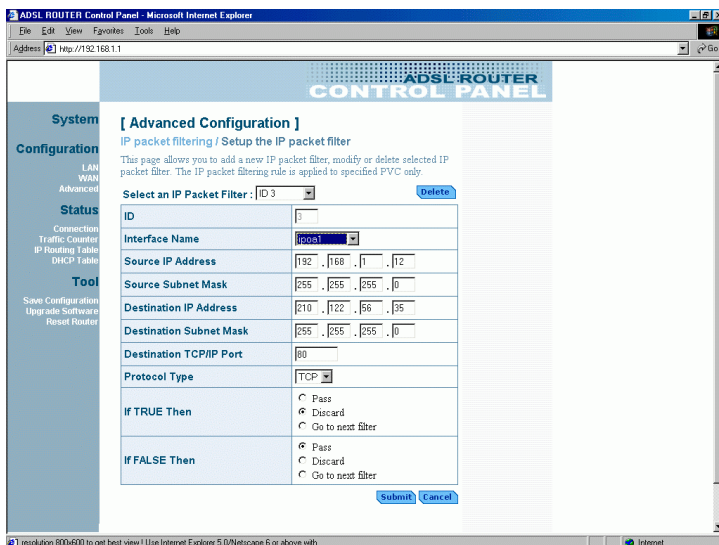 ADSL ROUTER Control Panel - Microsoft Internet Explorer
File Edit View Favorites Tools Help
Address http://192.168.1.1 Go
ADSL ROUTER
CONTROL PANEL
System
Configuration
LAN
WAN
Advanced
Status
Connection
Traffic Counter
IP Routing Table
DHCP Table
Tool
Save Configuration
Upgrade Software
Reset Router
[ Advanced Configuration ]
IP packet filtering / Setup the IP packet filter
This page allows you to add a new IP packet filter, modify or delete selected IP
packet filter. The IP packet filtering rule is applied to specified PVC only.
Select an IP Packet Filter : ID 3 Delete
ID 3
Interface Name ipoa1
Source IP Address 192 . 168 . 1 . 12
Source Subnet Mask 255 . 255 . 255 . 0
Destination IP Address 210 . 122 . 56 . 35
Destination Subnet Mask 255 . 255 . 255 . 0
Destination TCP/IP Port 80
Protocol Type TCP
If TRUE Then
Pass
Discard
Go to next filter
If FALSE Then
Pass
Discard
Go to next filter
Submit Cancel
resolution 800x600 to get best view ! Use Internet Explorer 5.0/Netscape 6 or above with Internet